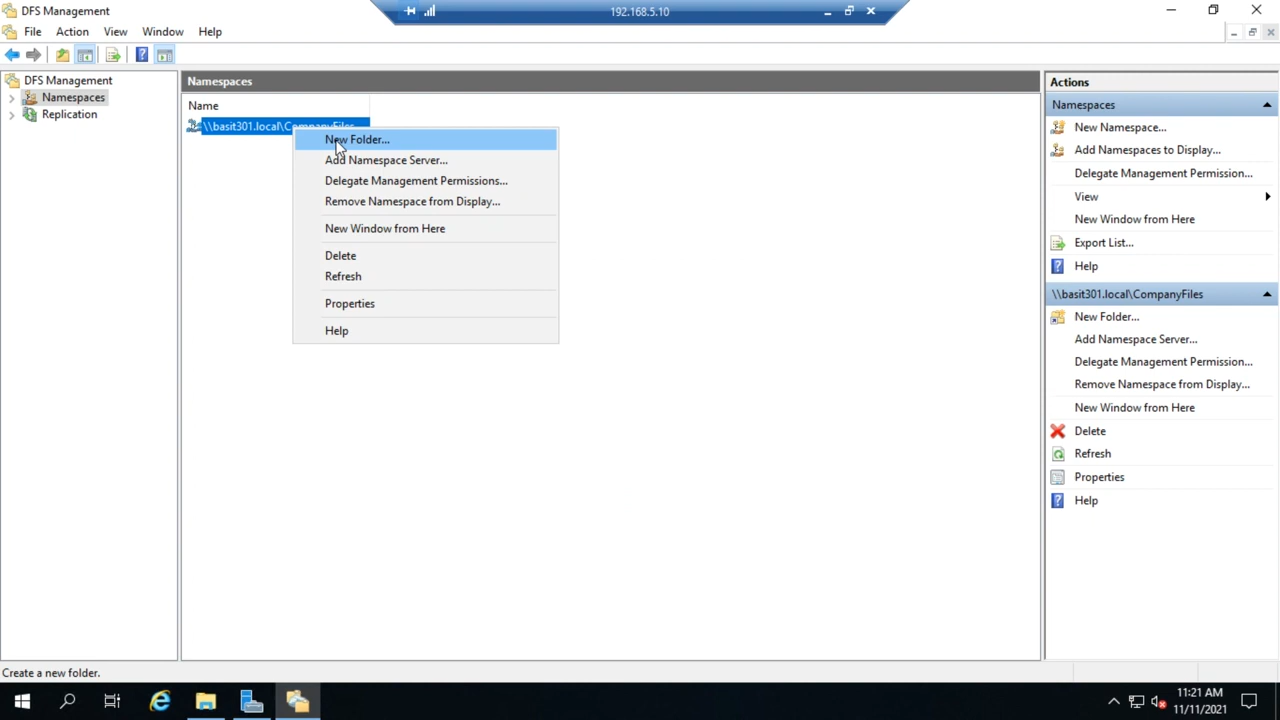 DFS Management
192.168.5.10
File Action View Window Help
DFS Management
Namespaces
Replication
Namespaces
Name
\\basit301.local\CompanyFiles
New Folder...
Add Namespace Server...
Delegate Management Permissions...
Remove Namespace from Display...
New Window from Here
Delete
Refresh
Properties
Help
Actions
Namespaces
New Namespace...
Add Namespaces to Display...
Delegate Management Permission...
View
New Window from Here
Export List...
Help
\\basit301.local\CompanyFiles
New Folder...
Add Namespace Server...
Delegate Management Permission...
Remove Namespace from Display...
New Window from Here
Delete
Refresh
Properties
Help
Create a new folder.
11:21 AM
11/11/2021